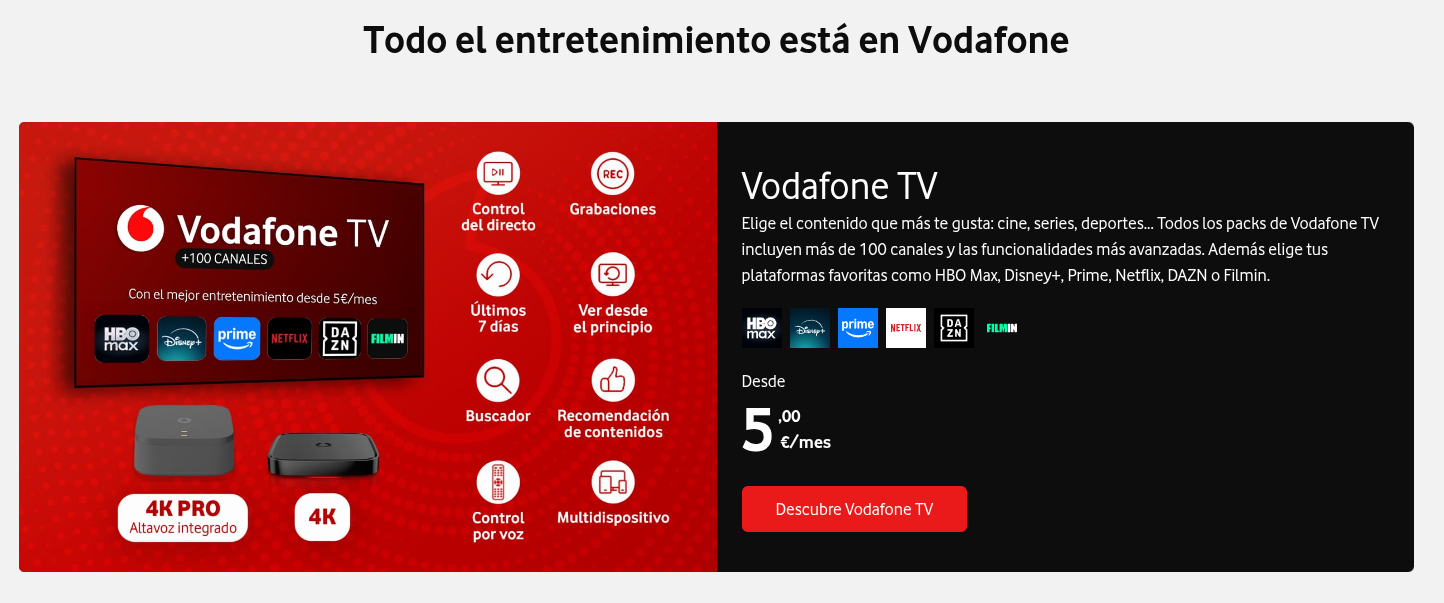 Todo el entretenimiento está en Vodafone
Vodafone TV
+100 CANALES
Con el mejor entretenimiento desde 5€/mes
HBO
max
Disney+
prime
NETFLIX
DA
ZN
FILMIN
4K PRO
Altavoz integrado
4K
Control
del directo
REC
Grabaciones
Últimos
7 días
Ver desde
el principio
Buscador
Recomendación
de contenidos
Control
por voz
Multidispositivo
Vodafone TV
Elige el contenido que más te gusta: cine, series, deportes... Todos los packs de Vodafone TV
incluyen más de 100 canales y las funcionalidades más avanzadas. Además elige tus
plataformas favoritas como HBO Max, Disney+, Prime, Netflix, DAZN o Filmin.
HBO
max
Disney+
prime
NETFLIX
DA
ZN
FILMIN
Desde
5,00
€/mes
Descubre Vodafone TV